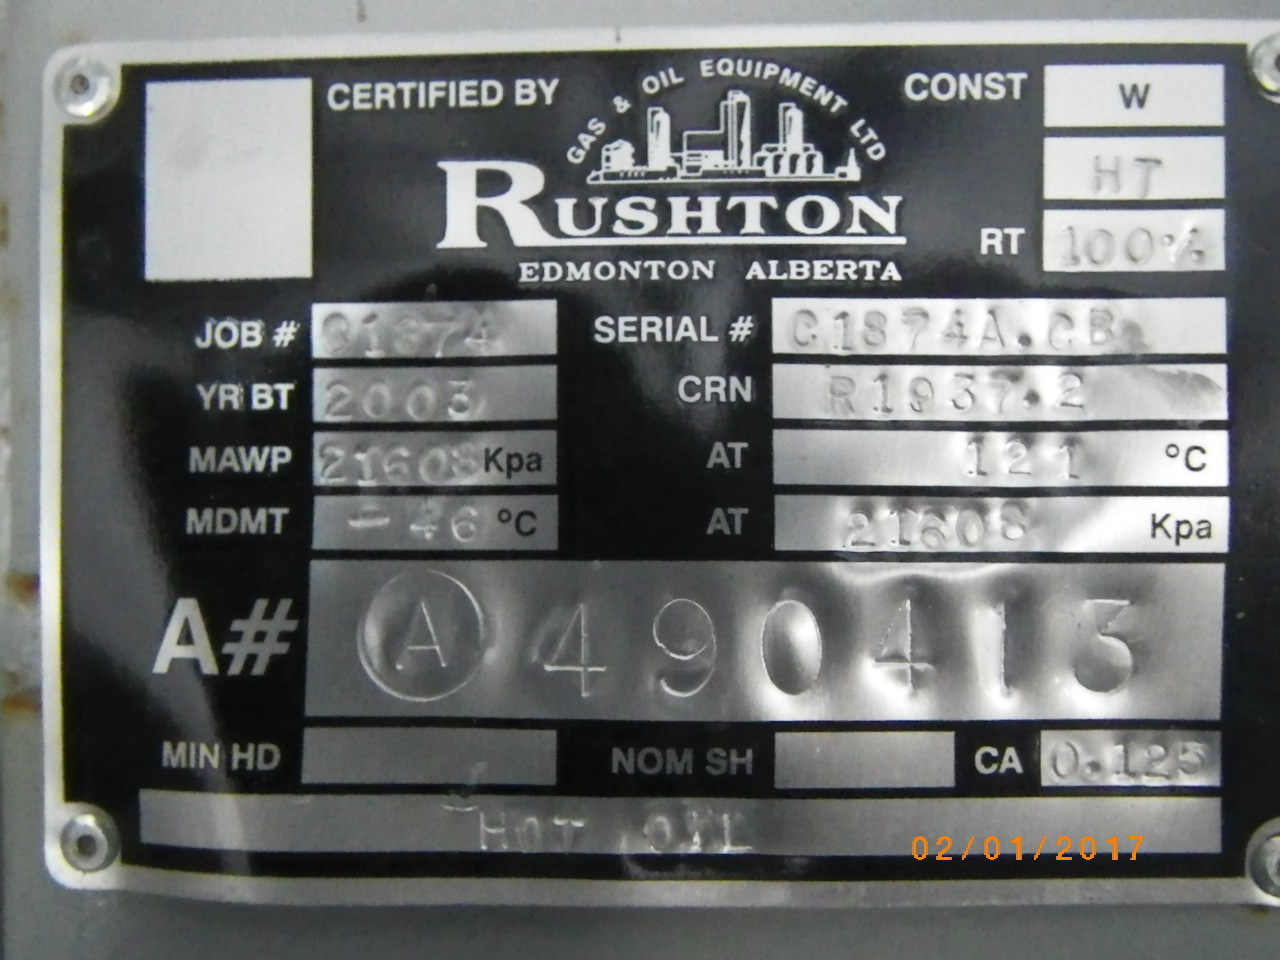 CERTIFIED BY
GAS & OIL EQUIPMENT LTD
RUSHTON
EDMONTON ALBERTA
CONST W
HT
RT 100%
JOB # C1874 SERIAL # C1874A.CB
YR BT 2003 CRN R1937.2
MAWP 21608 Kpa AT 121 °C
MDMT -46 °C AT 21608 Kpa
A# A 490413
MIN HD NOM SH CA 0.125
HOT OIL
02/01/2017